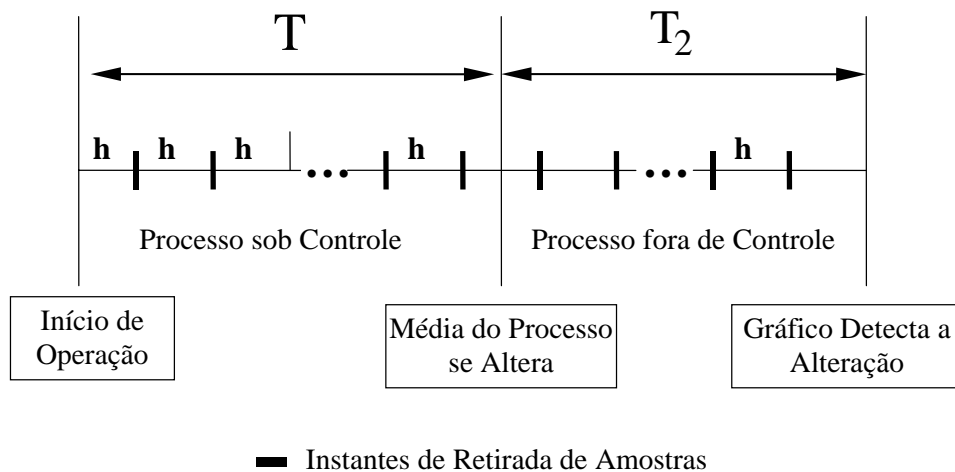 T
T2
h
h
h
...
h
...
h
Processo sob Controle
Processo fora de Controle
Início de
Operação
Média do Processo
se Altera
Gráfico Detecta a
Alteração
Instantes de Retirada de Amostras